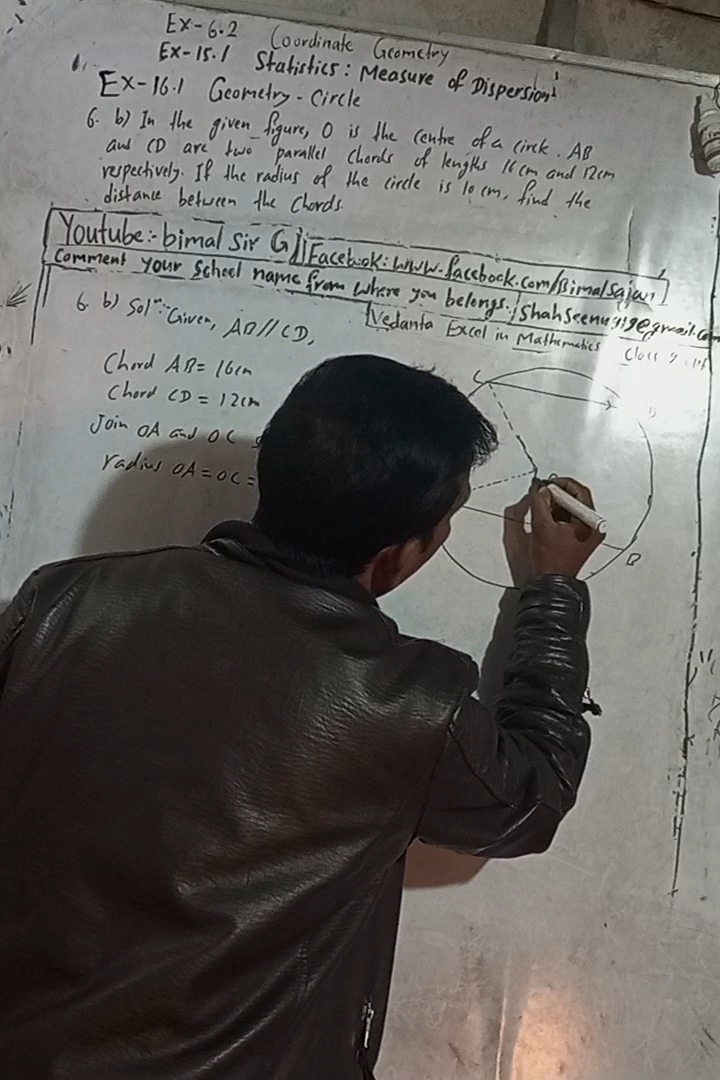 Ex-6.2 Coordinate Geometry
Ex-15.1 Statistics: Measure of Dispersion
Ex-16.1 Geometry-Circle
6. b) In the given figure, O is the centre of a circle. AB
and CD are two parallel chords of lengths 16cm and 12cm
respectively. If the radius of the circle is 10 cm, find the
distance between the Chords.
Youtube:- bimal Sir G Facebook: www.facebook.com/Bimalsajan
Comment your School name from where you belongs./
Vedanta Excel in Mathematics Class 9
6. b) Solⁿ: Given, AB//CD,
Chord AB = 16cm
Chord CD = 12cm
Join OA and OC
radius OA = OC =
C
B